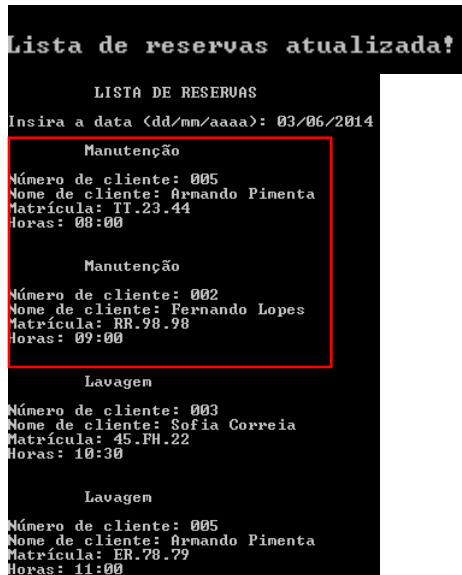 Lista de reservas atualizada!
LISTA DE RESERVAS
Insira a data (dd/mm/aaaa): 03/06/2014
Manutenção
Número de cliente: 005
Nome de cliente: Armando Pimenta
Matrícula: TT.23.44
Horas: 08:00
Manutenção
Número de cliente: 002
Nome de cliente: Fernando Lopes
Matrícula: RR.98.98
Horas: 09:00
Lavagem
Número de cliente: 003
Nome de cliente: Sofia Correia
Matrícula: 45.FH.22
Horas: 10:30
Lavagem
Número de cliente: 005
Nome de cliente: Armando Pimenta
Matrícula: ER.78.79
Horas: 11:00